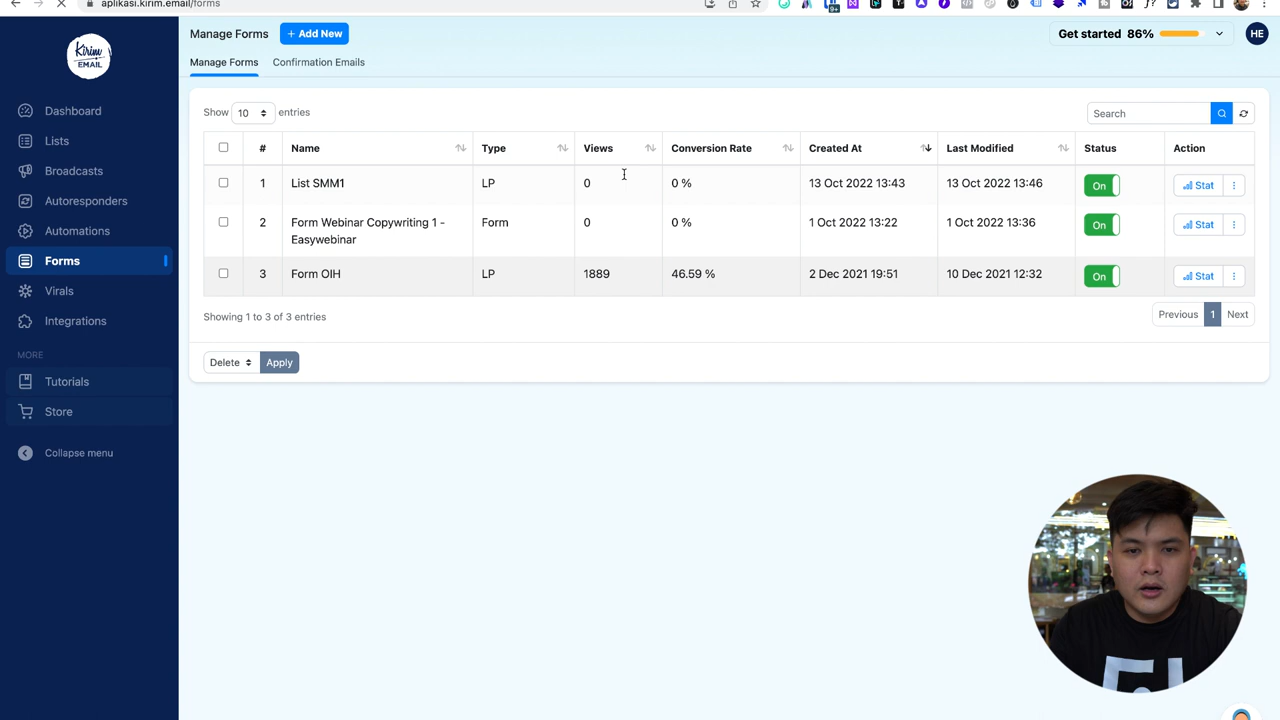 aplikasi.kirim.email/forms
9+
Kirim
EMAIL
Manage Forms
+ Add New
Get started 86%
HE
Manage Forms
Confirmation Emails
Dashboard
Lists
Broadcasts
Autoresponders
Automations
Forms
Virals
Integrations
MORE
Tutorials
Store
Collapse menu
Show 10 entries
Search
# Name Type Views Conversion Rate Created At Last Modified Status Action
1 List SMM1 LP 0 0 % 13 Oct 2022 13:43 13 Oct 2022 13:46 On Stat
2 Form Webinar Copywriting 1 - Form 0 0 % 1 Oct 2022 13:22 1 Oct 2022 13:36 On Stat
Easywebinar
3 Form OIH LP 1889 46.59 % 2 Dec 2021 19:51 10 Dec 2021 12:32 On Stat
Showing 1 to 3 of 3 entries
Previous 1 Next
Delete Apply